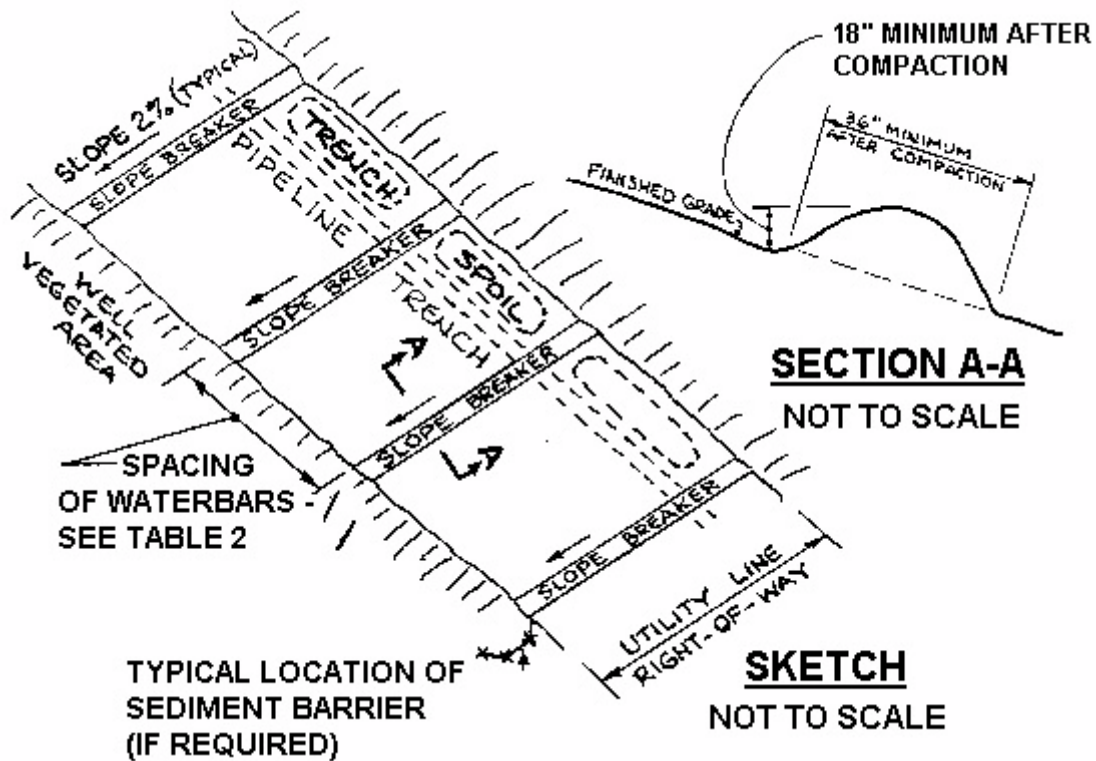 18" MINIMUM AFTER
COMPACTION
36" MINIMUM
AFTER COMPACTION
FINISHED GRADE
SECTION A-A
NOT TO SCALE
SLOPE 2% (TYPICAL)
SLOPE BREAKER
TRENCH
PIPELINE
SLOPE BREAKER
SPOIL
TRENCH
WELL
VEGETATED
AREA
A
SLOPE BREAKER
A
SPACING
OF WATERBARS -
SEE TABLE 2
SLOPE BREAKER
UTILITY LINE
RIGHT-OF-WAY
TYPICAL LOCATION OF
SEDIMENT BARRIER
(IF REQUIRED)
SKETCH
NOT TO SCALE